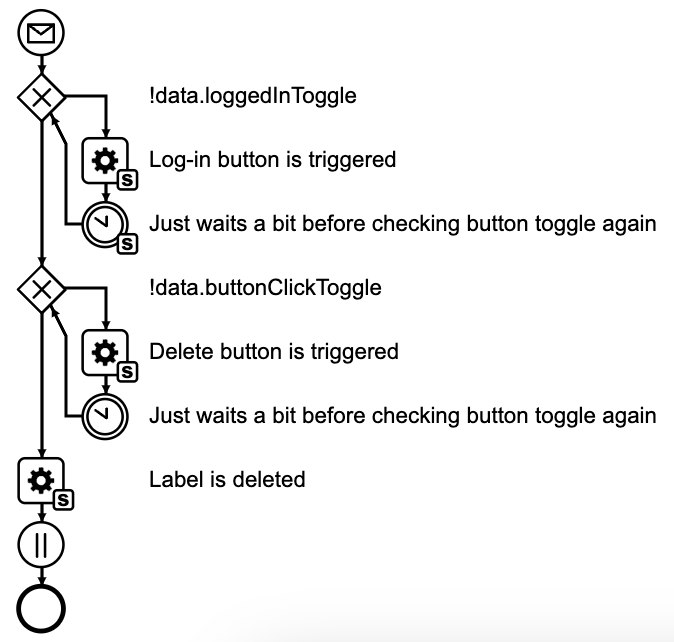 !data.loggedInToggle
Log-in button is triggered
S
Just waits a bit before checking button toggle again
S
!data.buttonClickToggle
Delete button is triggered
S
Just waits a bit before checking button toggle again
Label is deleted
S